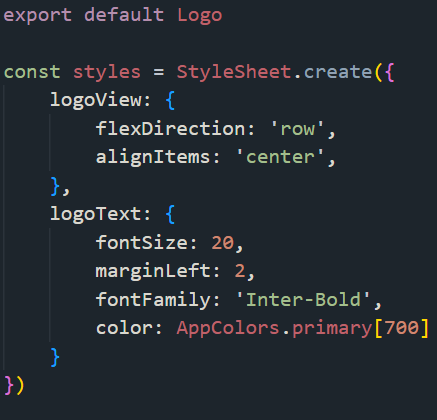 export default Logo
const styles = StyleSheet.create({
logoView: {
flexDirection: 'row',
alignItems: 'center',
},
logoText: {
fontSize: 20,
marginLeft: 2,
fontFamily: 'Inter-Bold',
color: AppColors.primary[700]
}
})